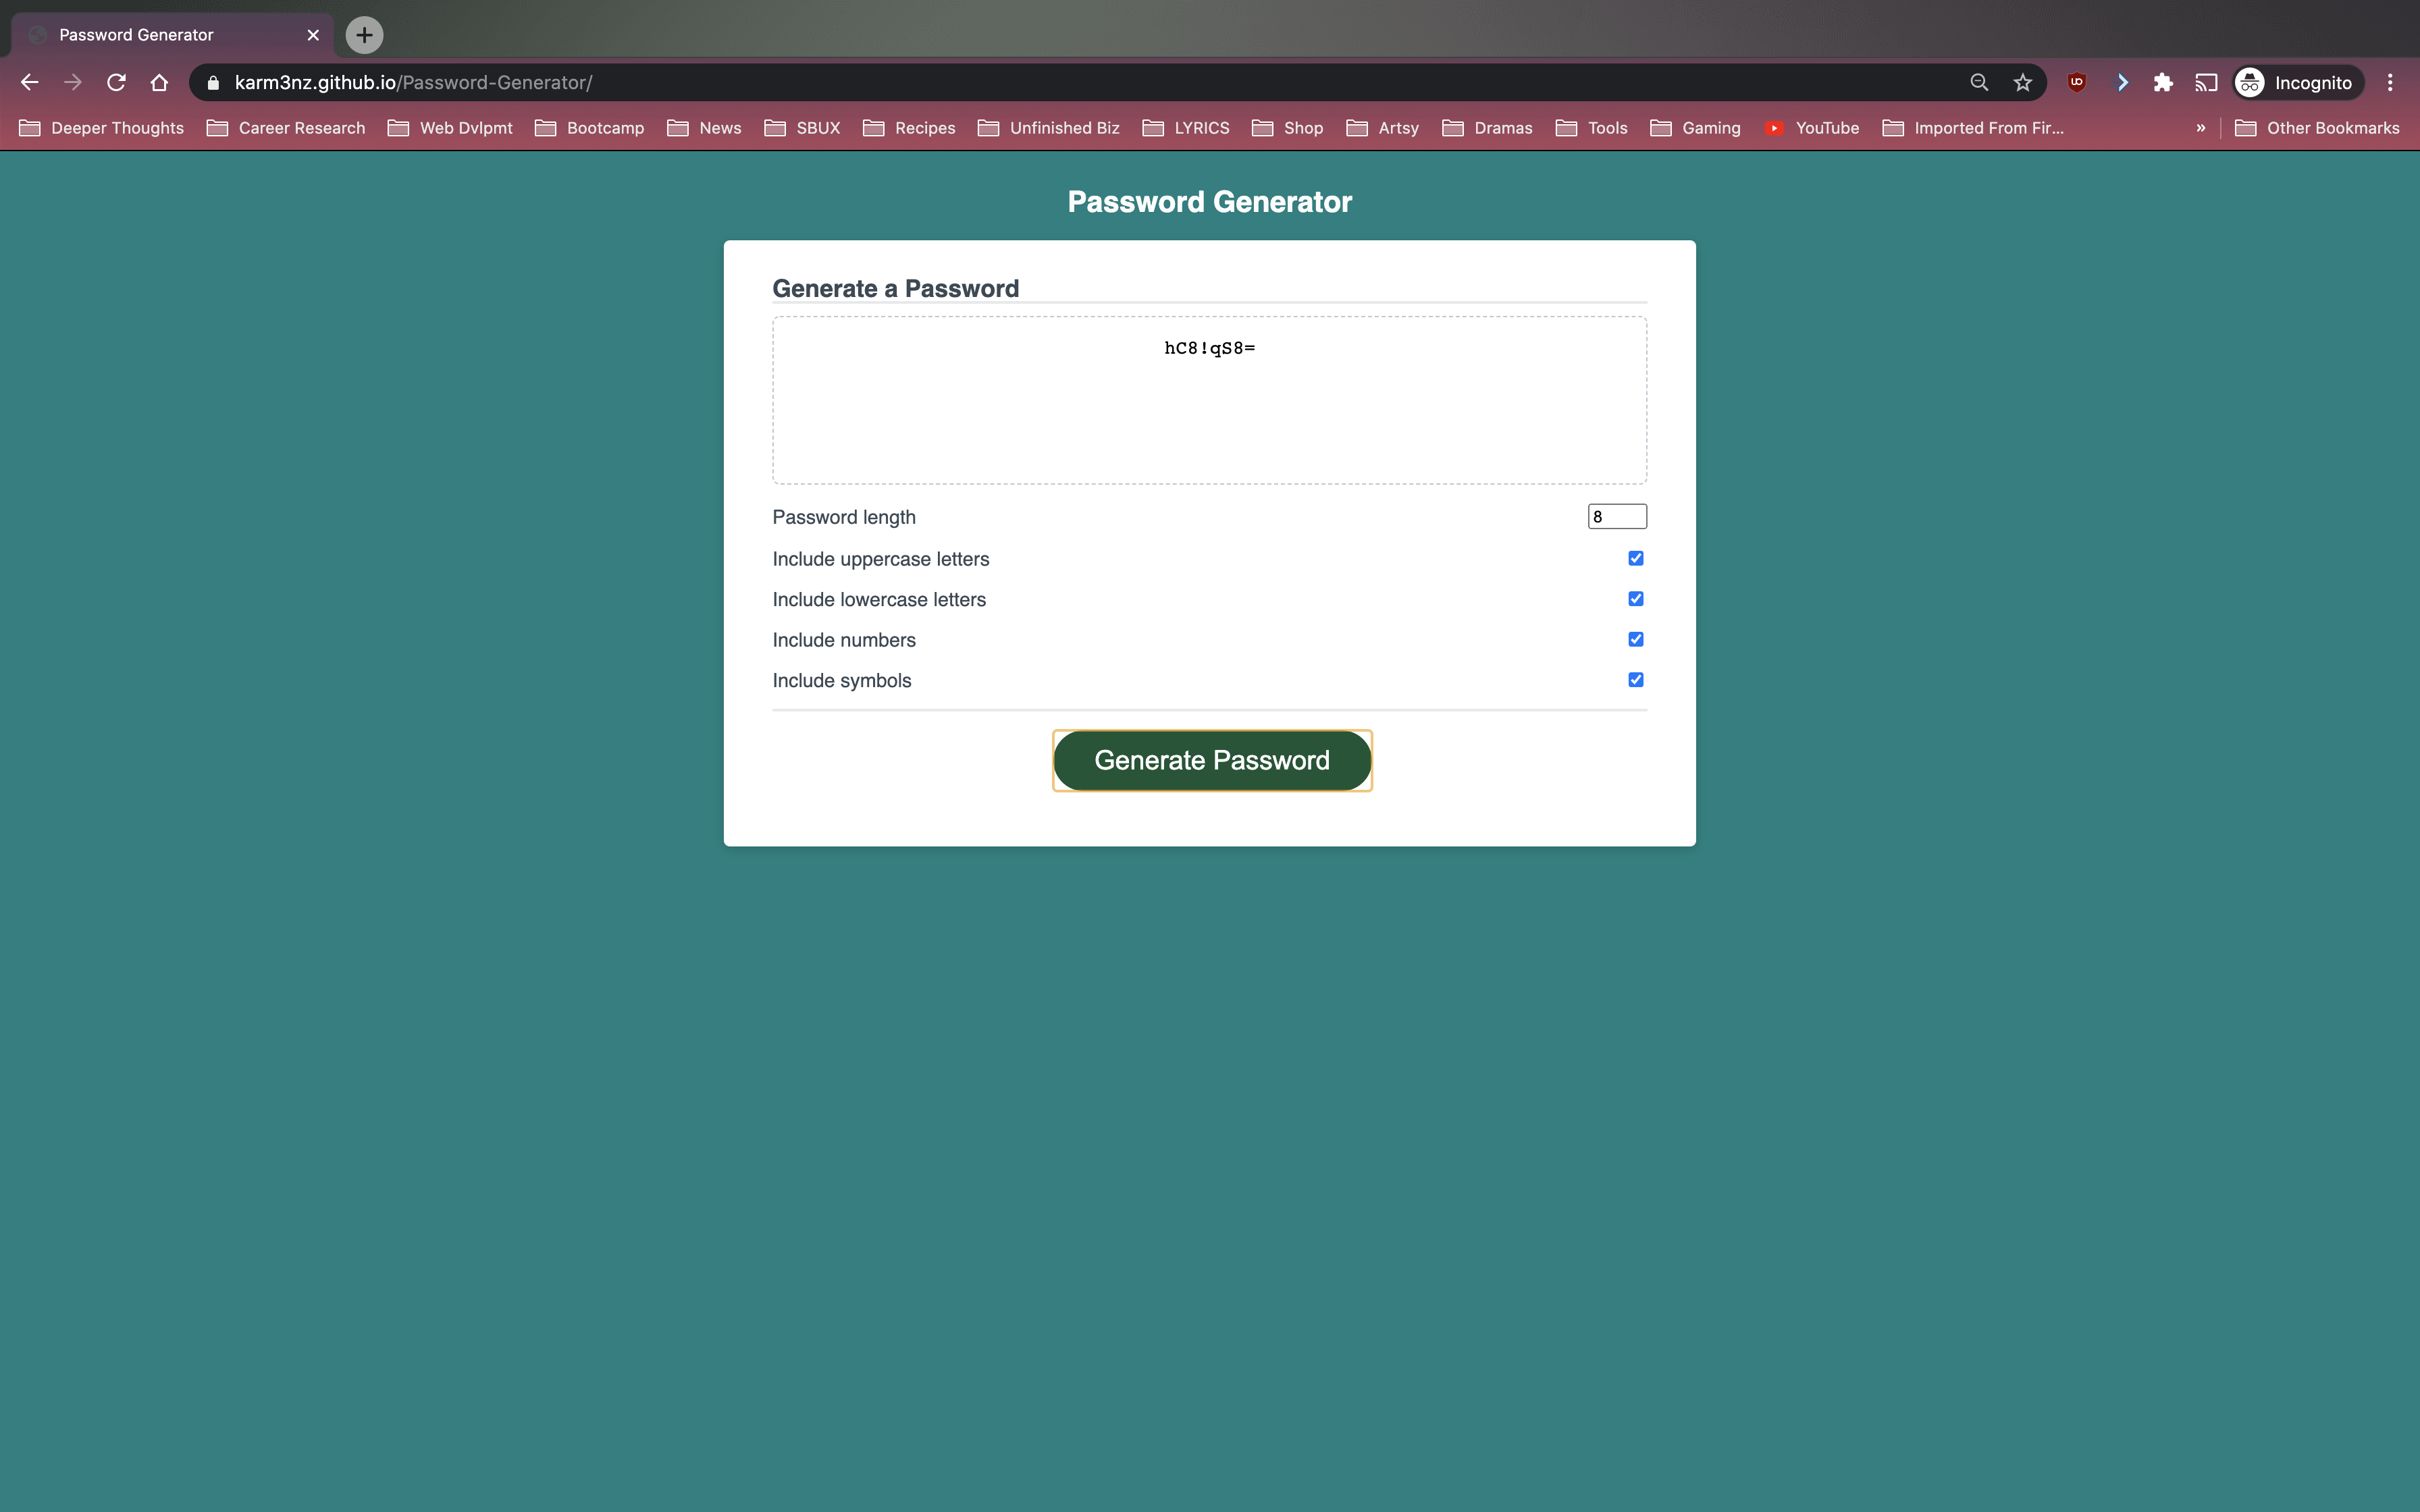 Password Generator
karm3nz.github.io/Password-Generator/
Incognito
Deeper Thoughts Career Research Web Dvlpmt Bootcamp News SBUX Recipes Unfinished Biz LYRICS Shop Artsy Dramas Tools Gaming YouTube Imported From Fir... » Other Bookmarks
Password Generator
Generate a Password
hC8!qS8=
Password length 8
Include uppercase letters
Include lowercase letters
Include numbers
Include symbols
Generate Password